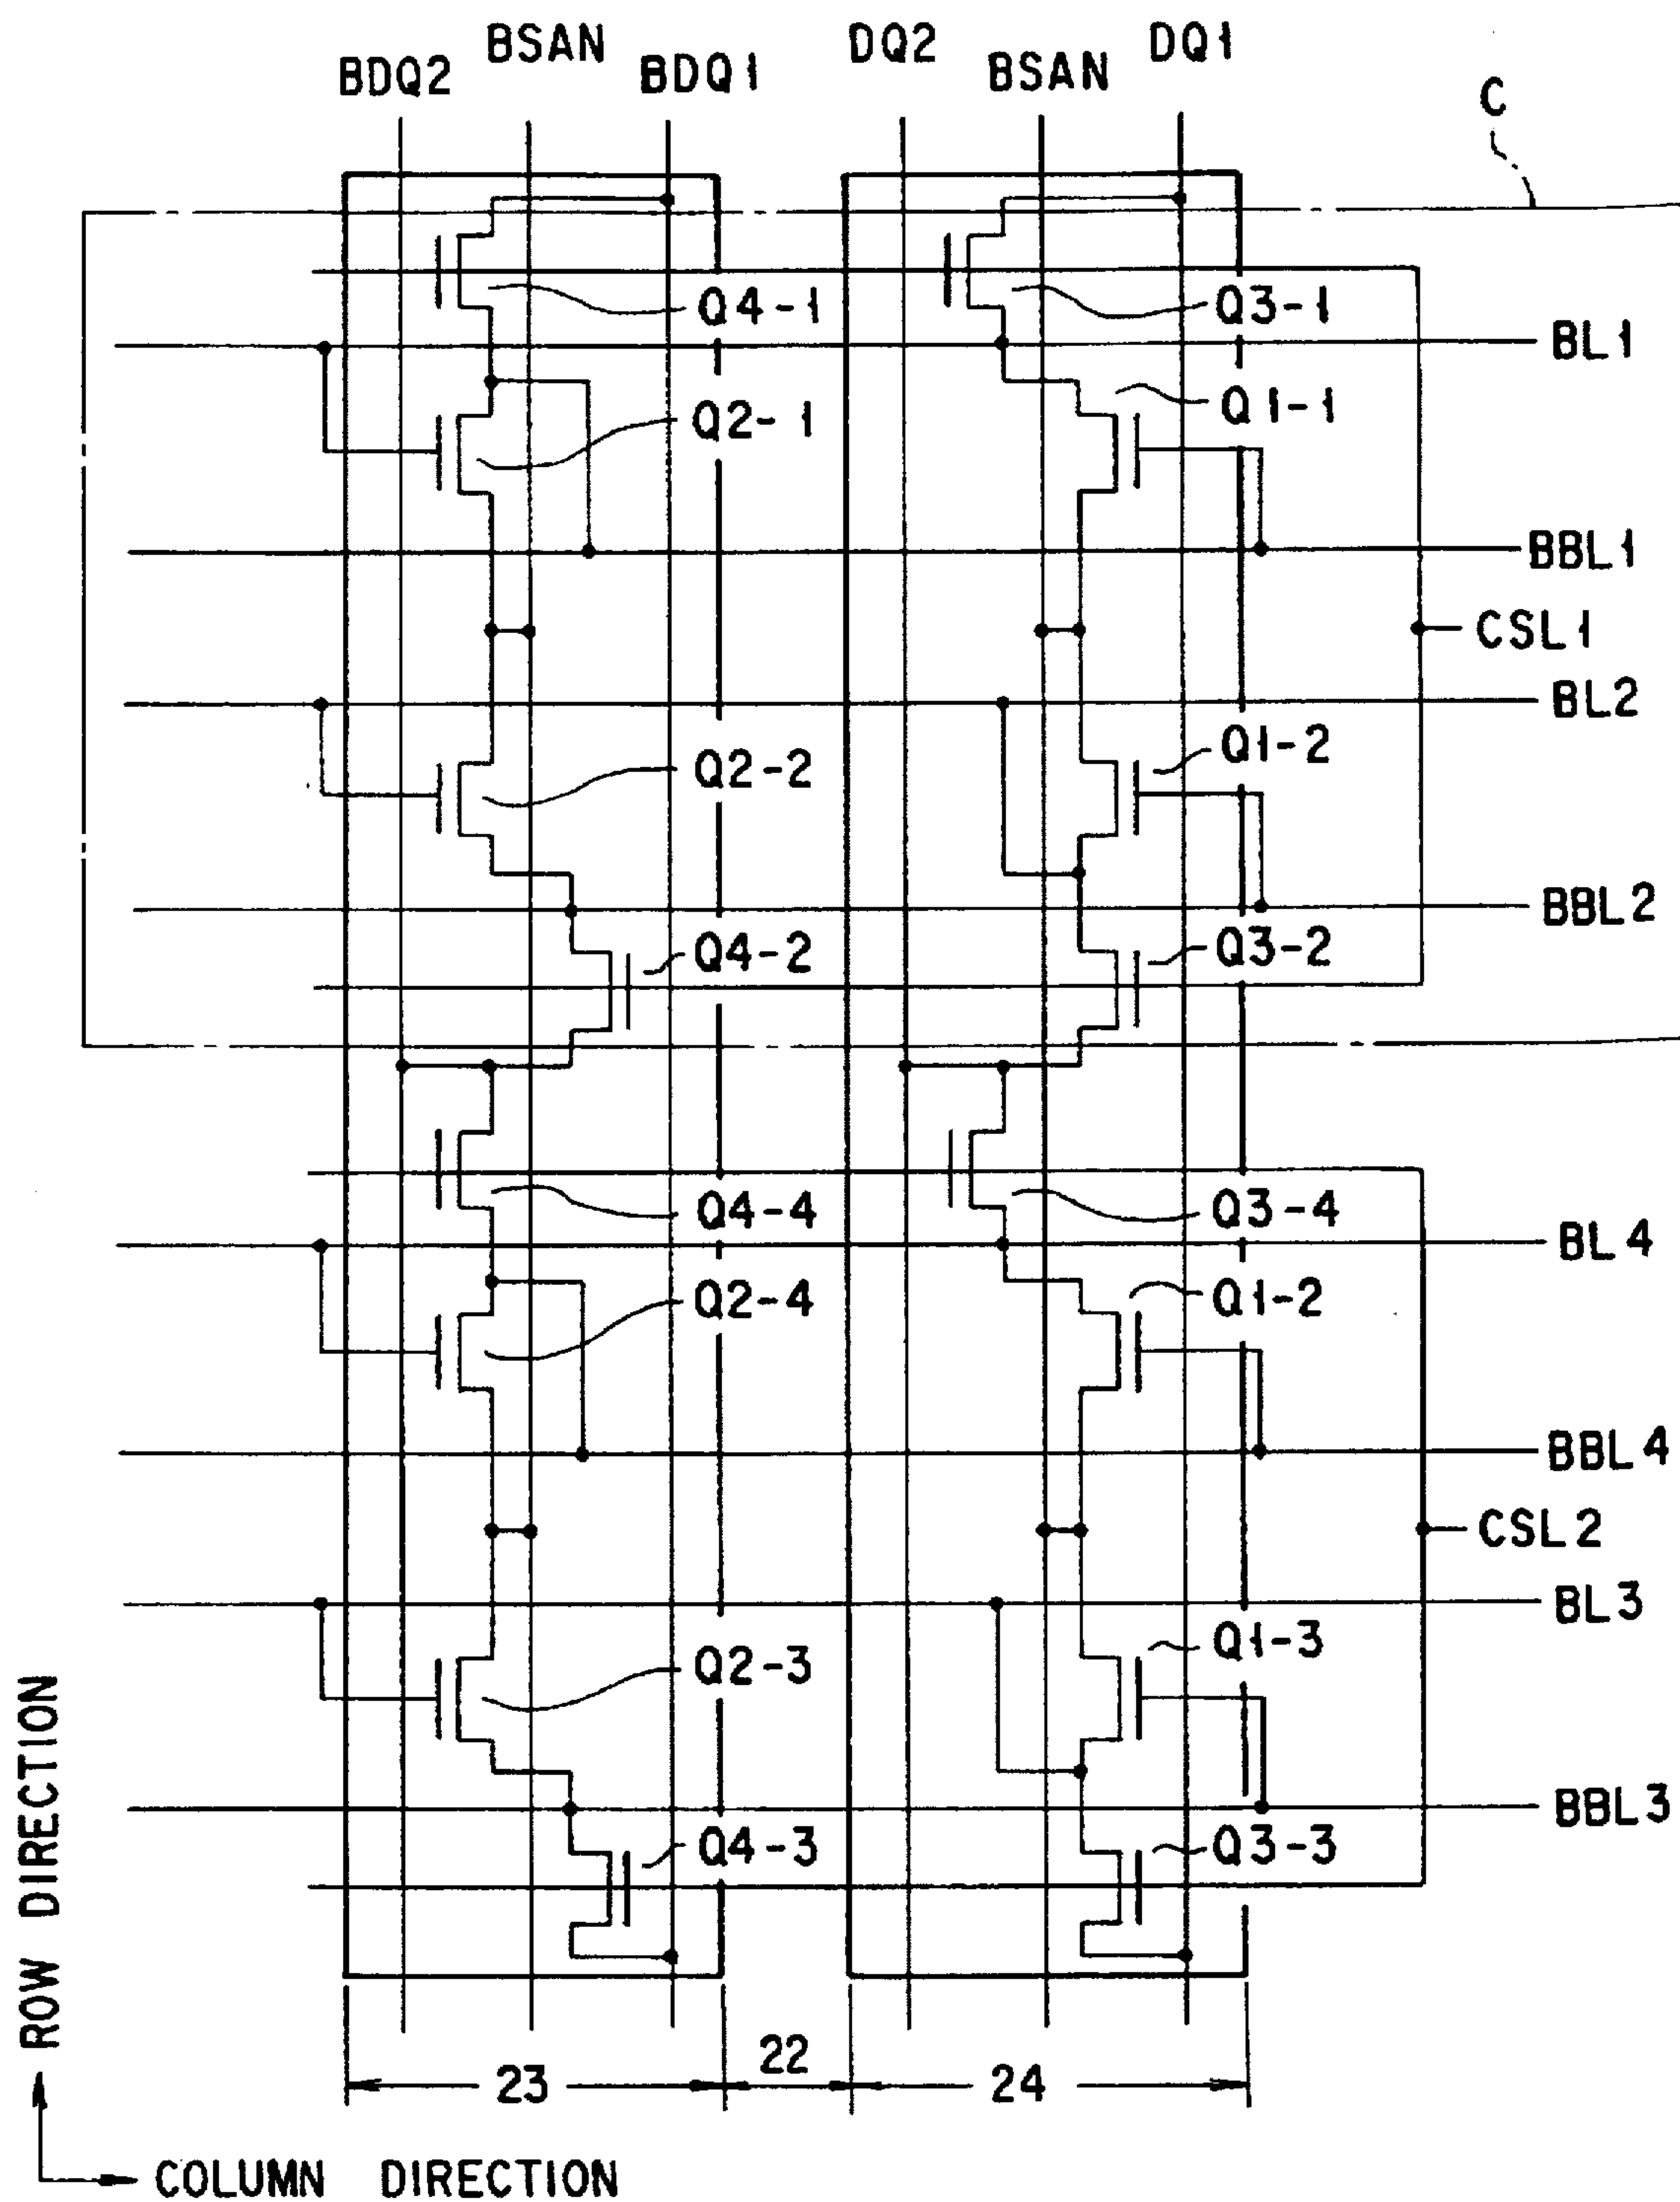 BDQ2 BSAN BDQ1 DQ2 BSAN DQ1
C
Q4-1 Q3-1
BL1
Q2-1 Q1-1
BBL1
CSL1
BL2
Q2-2 Q1-2
BBL2
Q4-2 Q3-2
Q4-4 Q3-4
BL4
Q2-4 Q1-2
BBL4
CSL2
BL3
Q2-3 Q1-3
BBL3
Q4-3 Q3-3
23 22 24
ROW DIRECTION
COLUMN DIRECTION